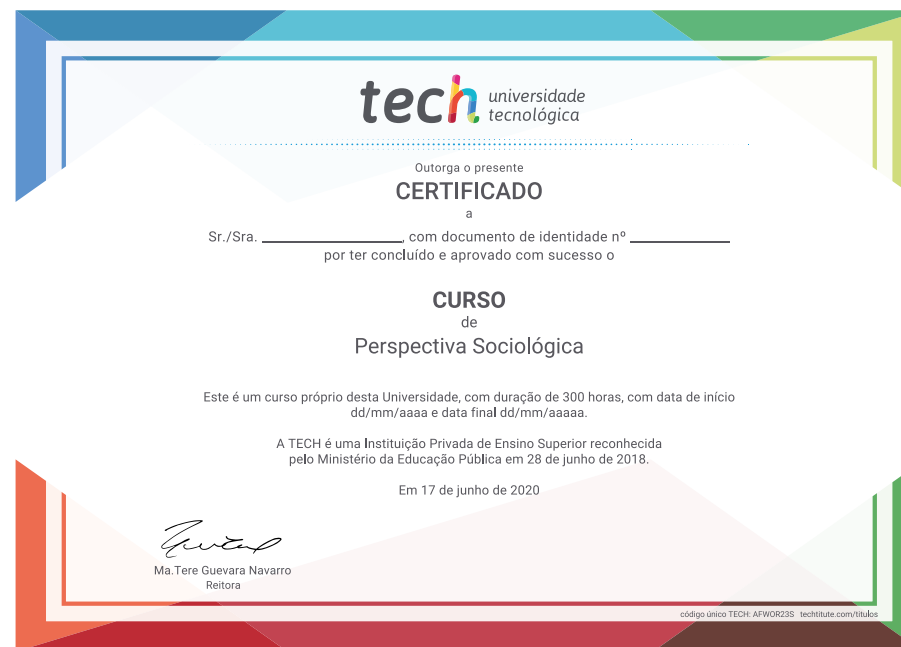 tech universidade
tecnológica
Outorga o presente
CERTIFICADO
a
Sr./Sra. ________________, com documento de identidade nº ____________
por ter concluído e aprovado com sucesso o
CURSO
de
Perspectiva Sociológica
Este é um curso próprio desta Universidade, com duração de 300 horas, com data de início
dd/mm/aaaa e data final dd/mm/aaaaa.
A TECH é uma Instituição Privada de Ensino Superior reconhecida
pelo Ministério da Educação Pública em 28 de junho de 2018.
Em 17 de junho de 2020
Ma.Tere Guevara Navarro
Reitora
código único TECH: AFWOR23S techtitute.com/titulos